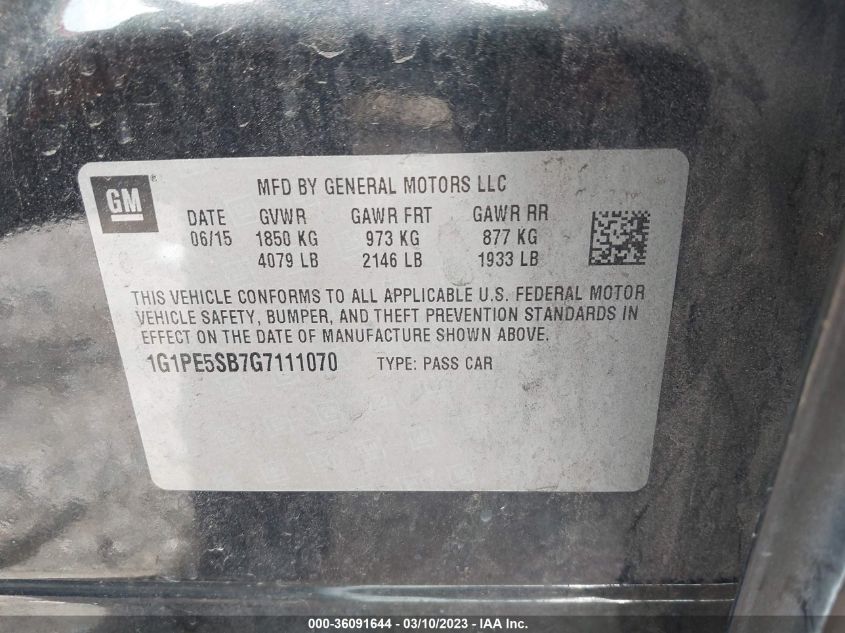 GM®
MFD BY GENERAL MOTORS LLC
DATE GVWR GAWR FRT GAWR RR
06/15 1850 KG 973 KG 877 KG
4079 LB 2146 LB 1933 LB
THIS VEHICLE CONFORMS TO ALL APPLICABLE U.S. FEDERAL MOTOR
VEHICLE SAFETY, BUMPER, AND THEFT PREVENTION STANDARDS IN
EFFECT ON THE DATE OF MANUFACTURE SHOWN ABOVE.
1G1PE5SB7G7111070 TYPE: PASS CAR
000-36091644 - 03/10/2023 - IAA Inc.